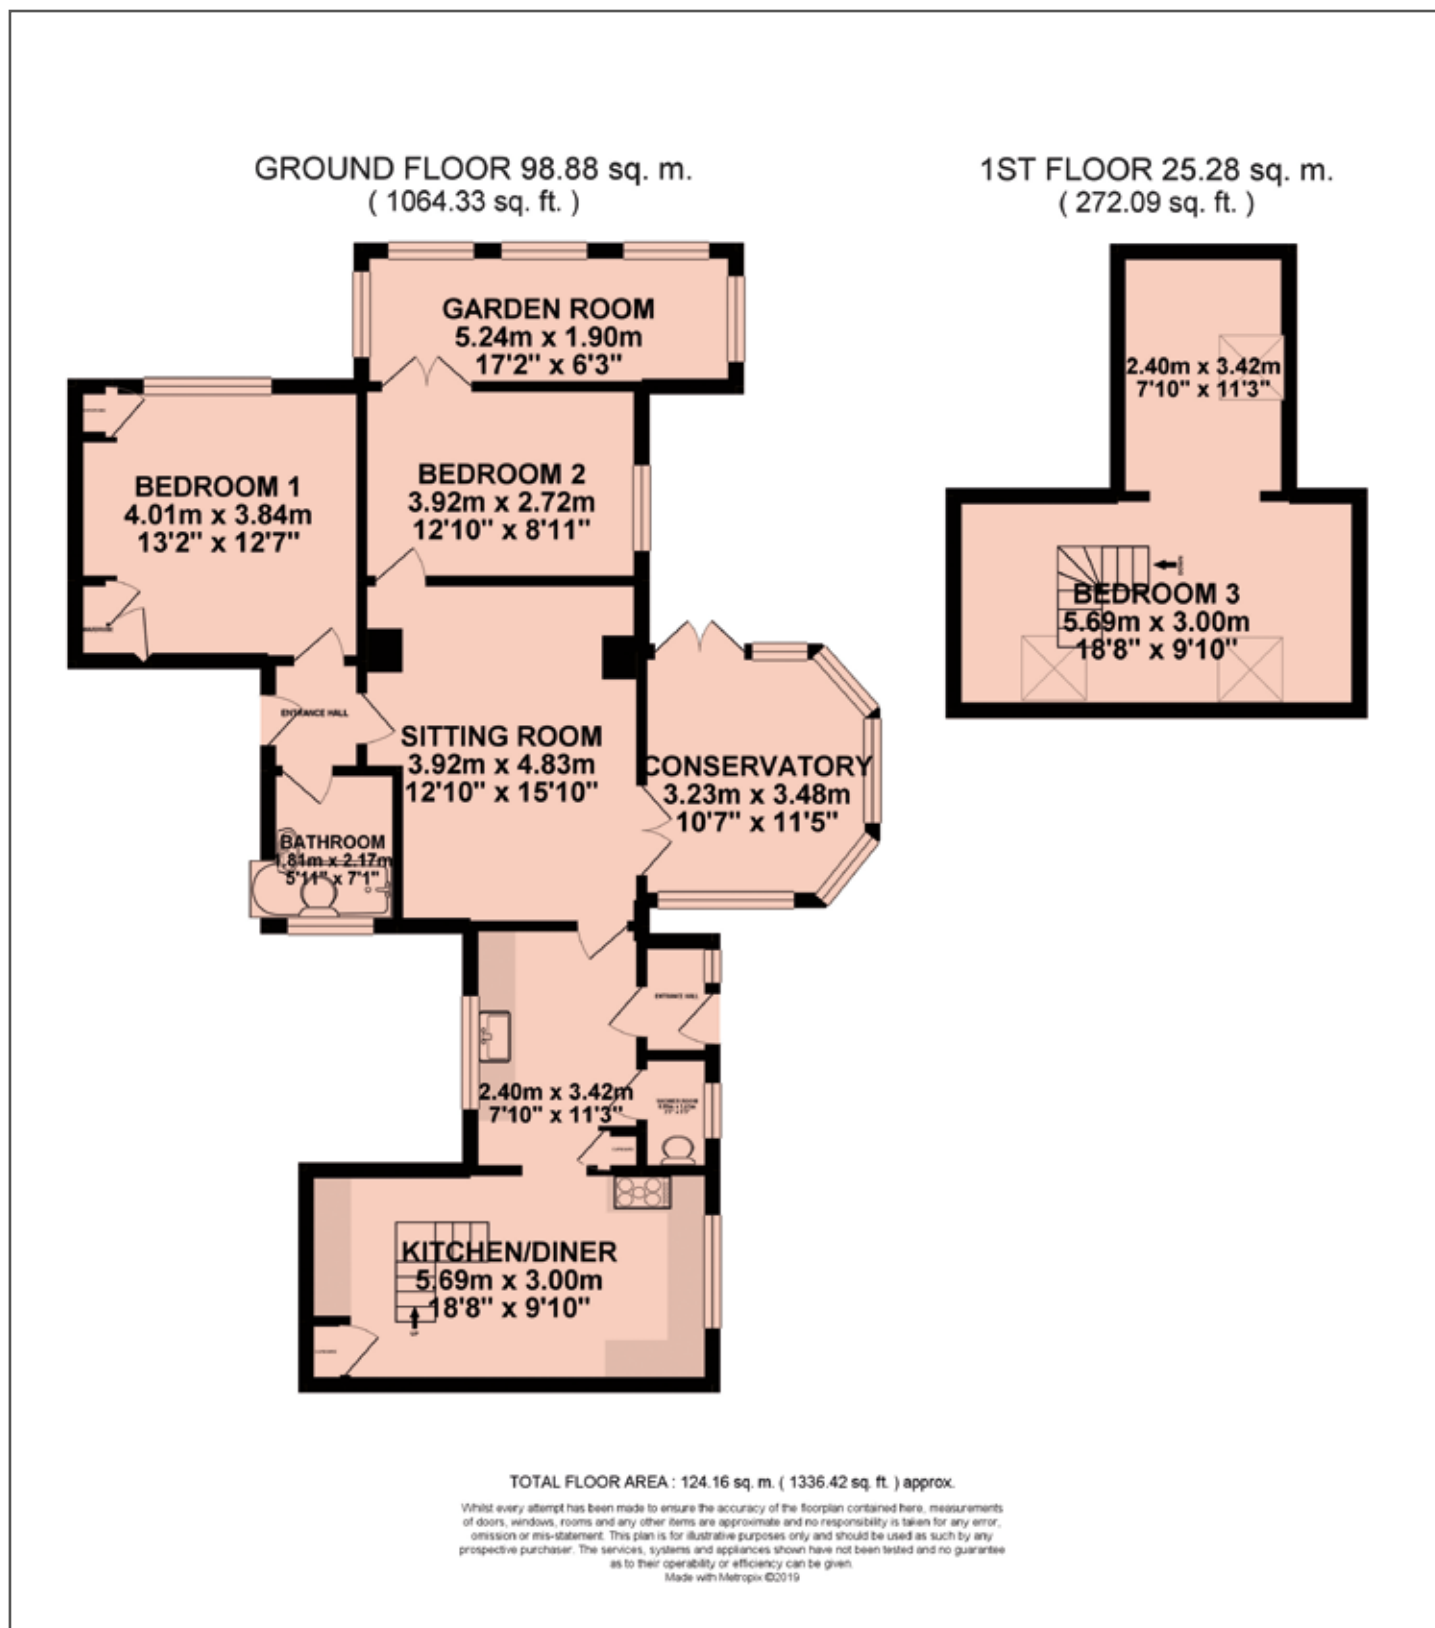 GROUND FLOOR 98.88 sq. m.
( 1064.33 sq. ft. )
1ST FLOOR 25.28 sq. m.
( 272.09 sq. ft. )
GARDEN ROOM
5.24m x 1.90m
17'2" x 6'3"
2.40m x 3.42m
7'10" x 11'3"
BEDROOM 1
4.01m x 3.84m
13'2" x 12'7"
BEDROOM 2
3.92m x 2.72m
12'10" x 8'11"
DOWN
BEDROOM 3
5.69m x 3.00m
18'8" x 9'10"
ENTRANCE HALL
SITTING ROOM
3.92m x 4.83m
12'10" x 15'10"
CONSERVATORY
3.23m x 3.48m
10'7" x 11'5"
BATHROOM
1.81m x 2.17m
5'11" x 7'1"
ENTRANCE HALL
2.40m x 3.42m
7'10" x 11'3"
SHOWER ROOM
KITCHEN/DINER
5.69m x 3.00m
18'8" x 9'10"
UP
TOTAL FLOOR AREA : 124.16 sq. m. ( 1336.42 sq. ft. ) approx.
Whilst every attempt has been made to ensure the accuracy of the floorplan contained here, measurements
of doors, windows, rooms and any other items are approximate and no responsibility is taken for any error,
omission or mis-statement. This plan is for illustrative purposes only and should be used as such by any
prospective purchaser. The services, systems and appliances shown have not been tested and no guarantee
as to their operability or efficiency can be given.
Made with Metropix ©2019